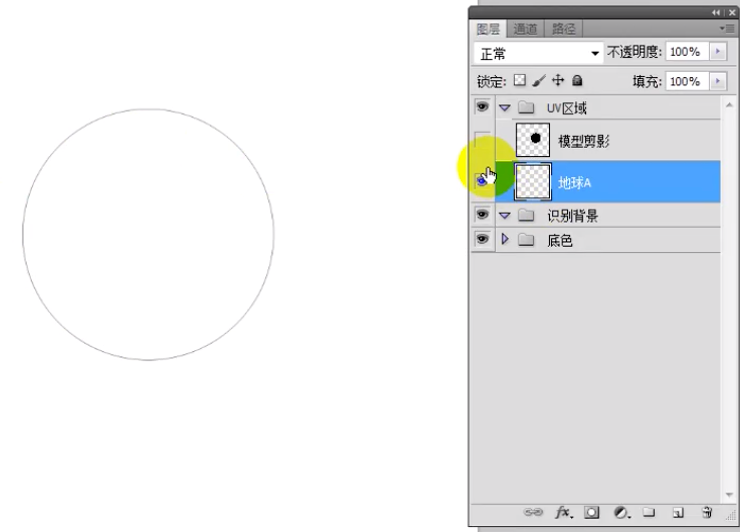 图层 通道 路径
正常 不透明度: 100%
锁定: 填充: 100%
UV区域
模型剪影
地球A
识别背景
底色
fx.